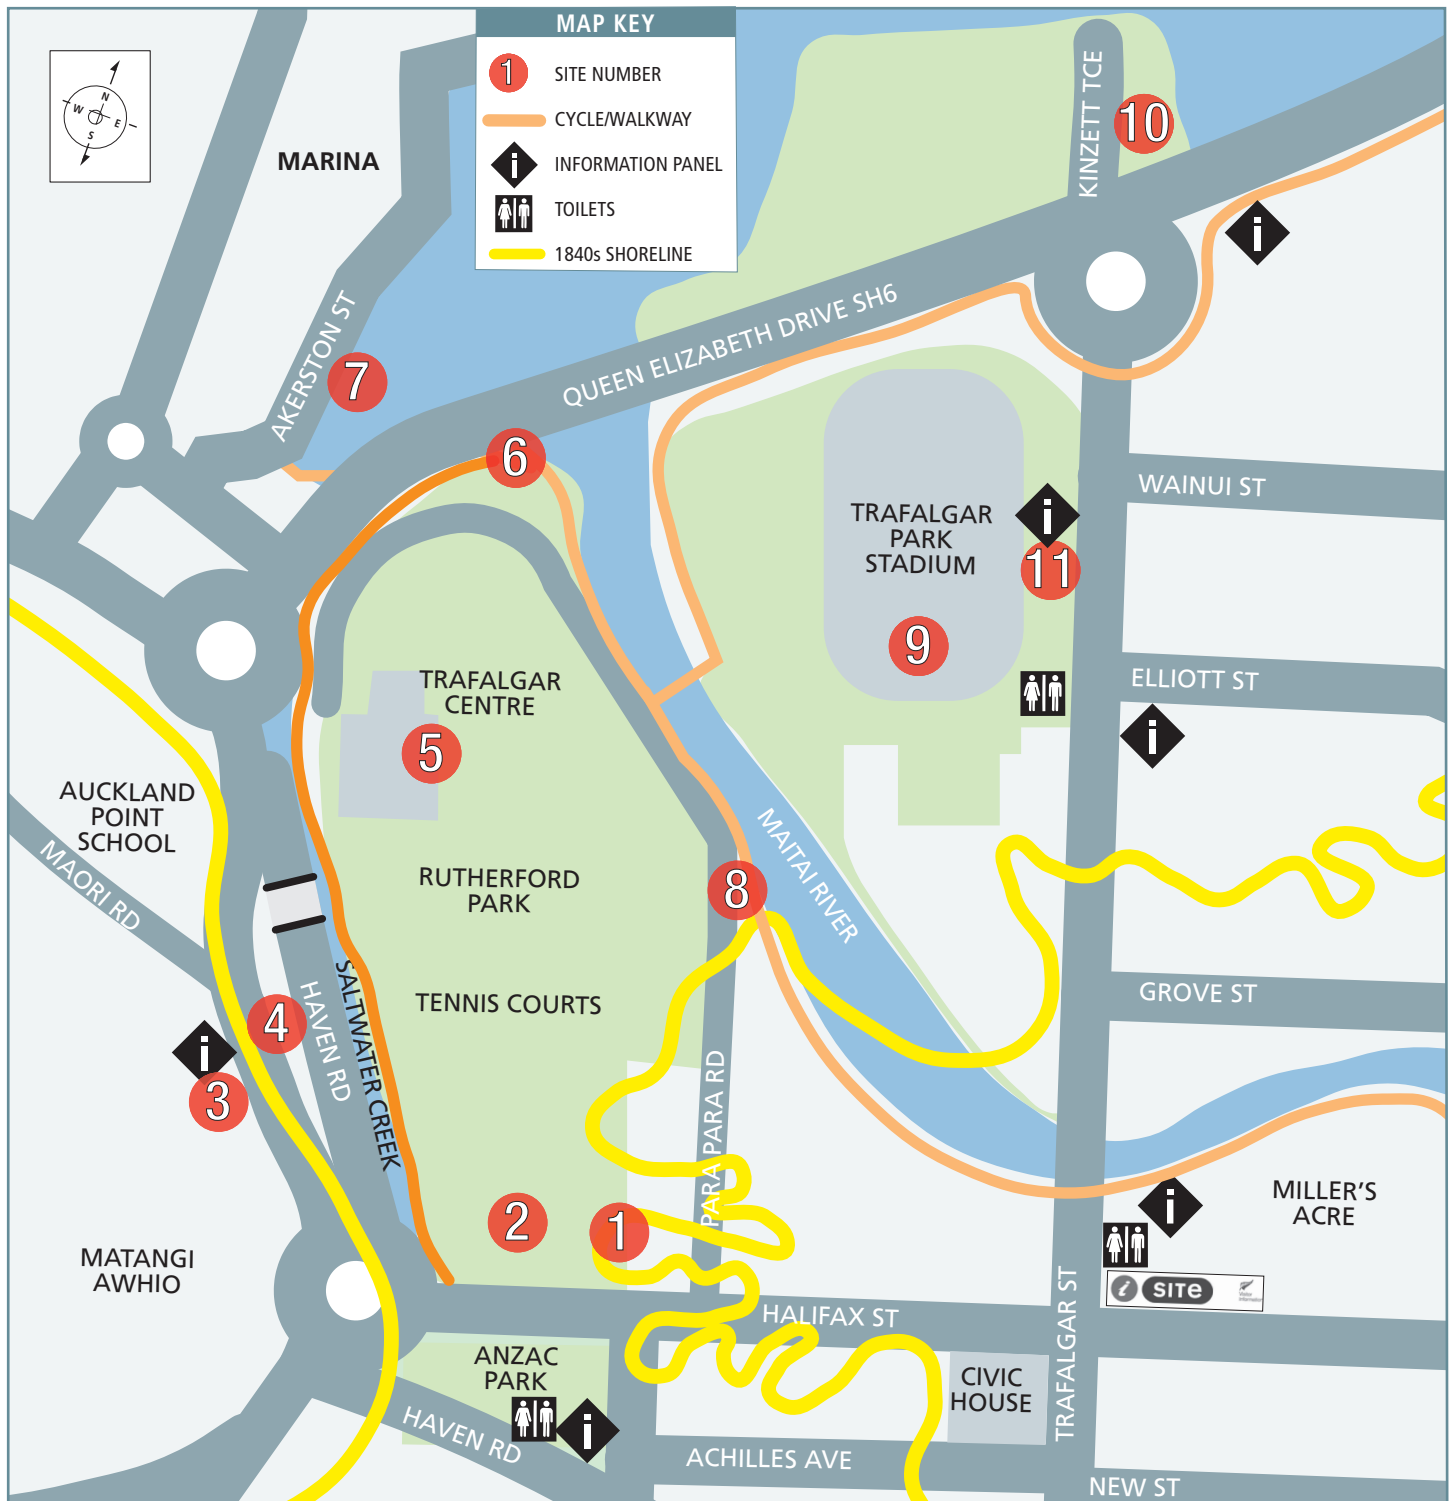 MAP KEY
1
SITE NUMBER
CYCLE/WALKWAY
i
INFORMATION PANEL
TOILETS
1840s SHORELINE
N
W
E
S
MARINA
KINZETT TCE
10
i
AKERSTON ST
7
QUEEN ELIZABETH DRIVE SH6
6
WAINUI ST
TRAFALGAR
PARK
STADIUM
i
11
9
ELLIOTT ST
i
TRAFALGAR
CENTRE
5
AUCKLAND
POINT
SCHOOL
MAORI RD
RUTHERFORD
PARK
8
MAITAI RIVER
TENNIS COURTS
GROVE ST
4
HAVEN RD
SALTWATER CREEK
i
3
PARA PARA RD
2
1
MATANGI
AWHIO
MILLER'S
ACRE
i
i
SITE
HALIFAX ST
TRAFALGAR ST
ANZAC
PARK
i
CIVIC
HOUSE
HAVEN RD
ACHILLES AVE
NEW ST